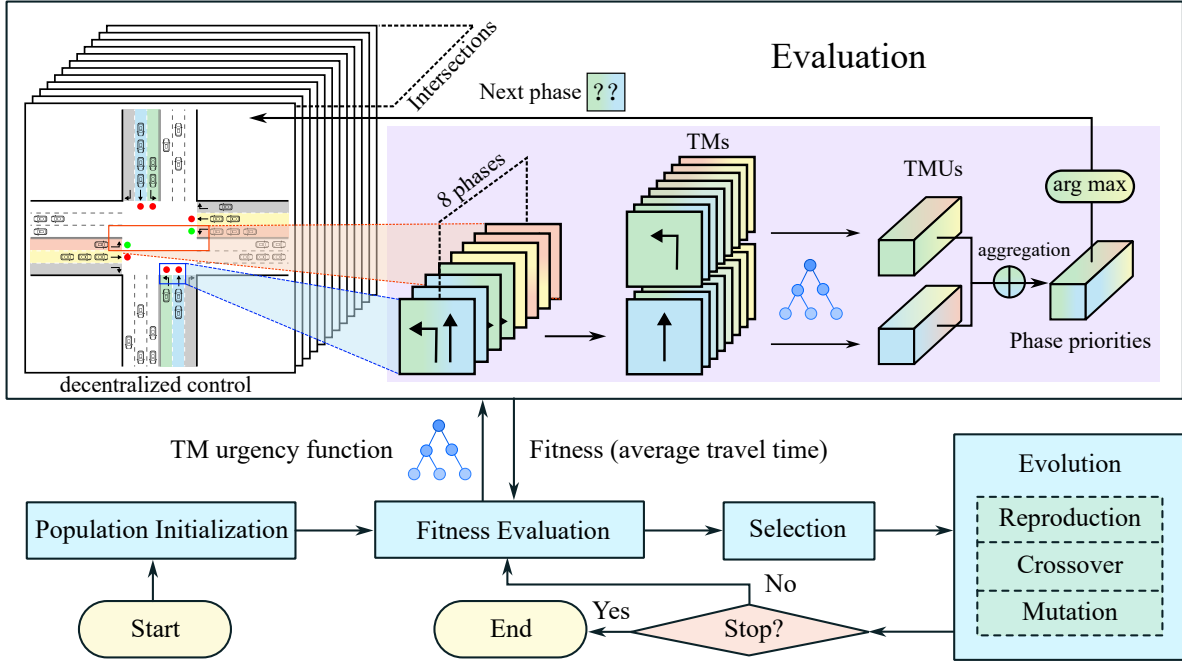 Evaluation
Intersections
Next phase ??
8 phases
TMs
TMUs
arg max
aggregation
Phase priorities
decentralized control
TM urgency function
Fitness (average travel time)
Population Initialization
Fitness Evaluation
Selection
Evolution
Reproduction
Crossover
Mutation
Start
End
Yes
Stop?
No